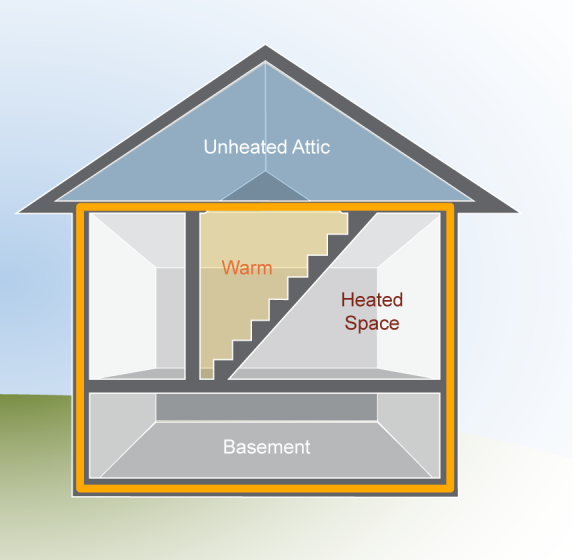 Unheated Attic
Warm
Heated
Space
Basement